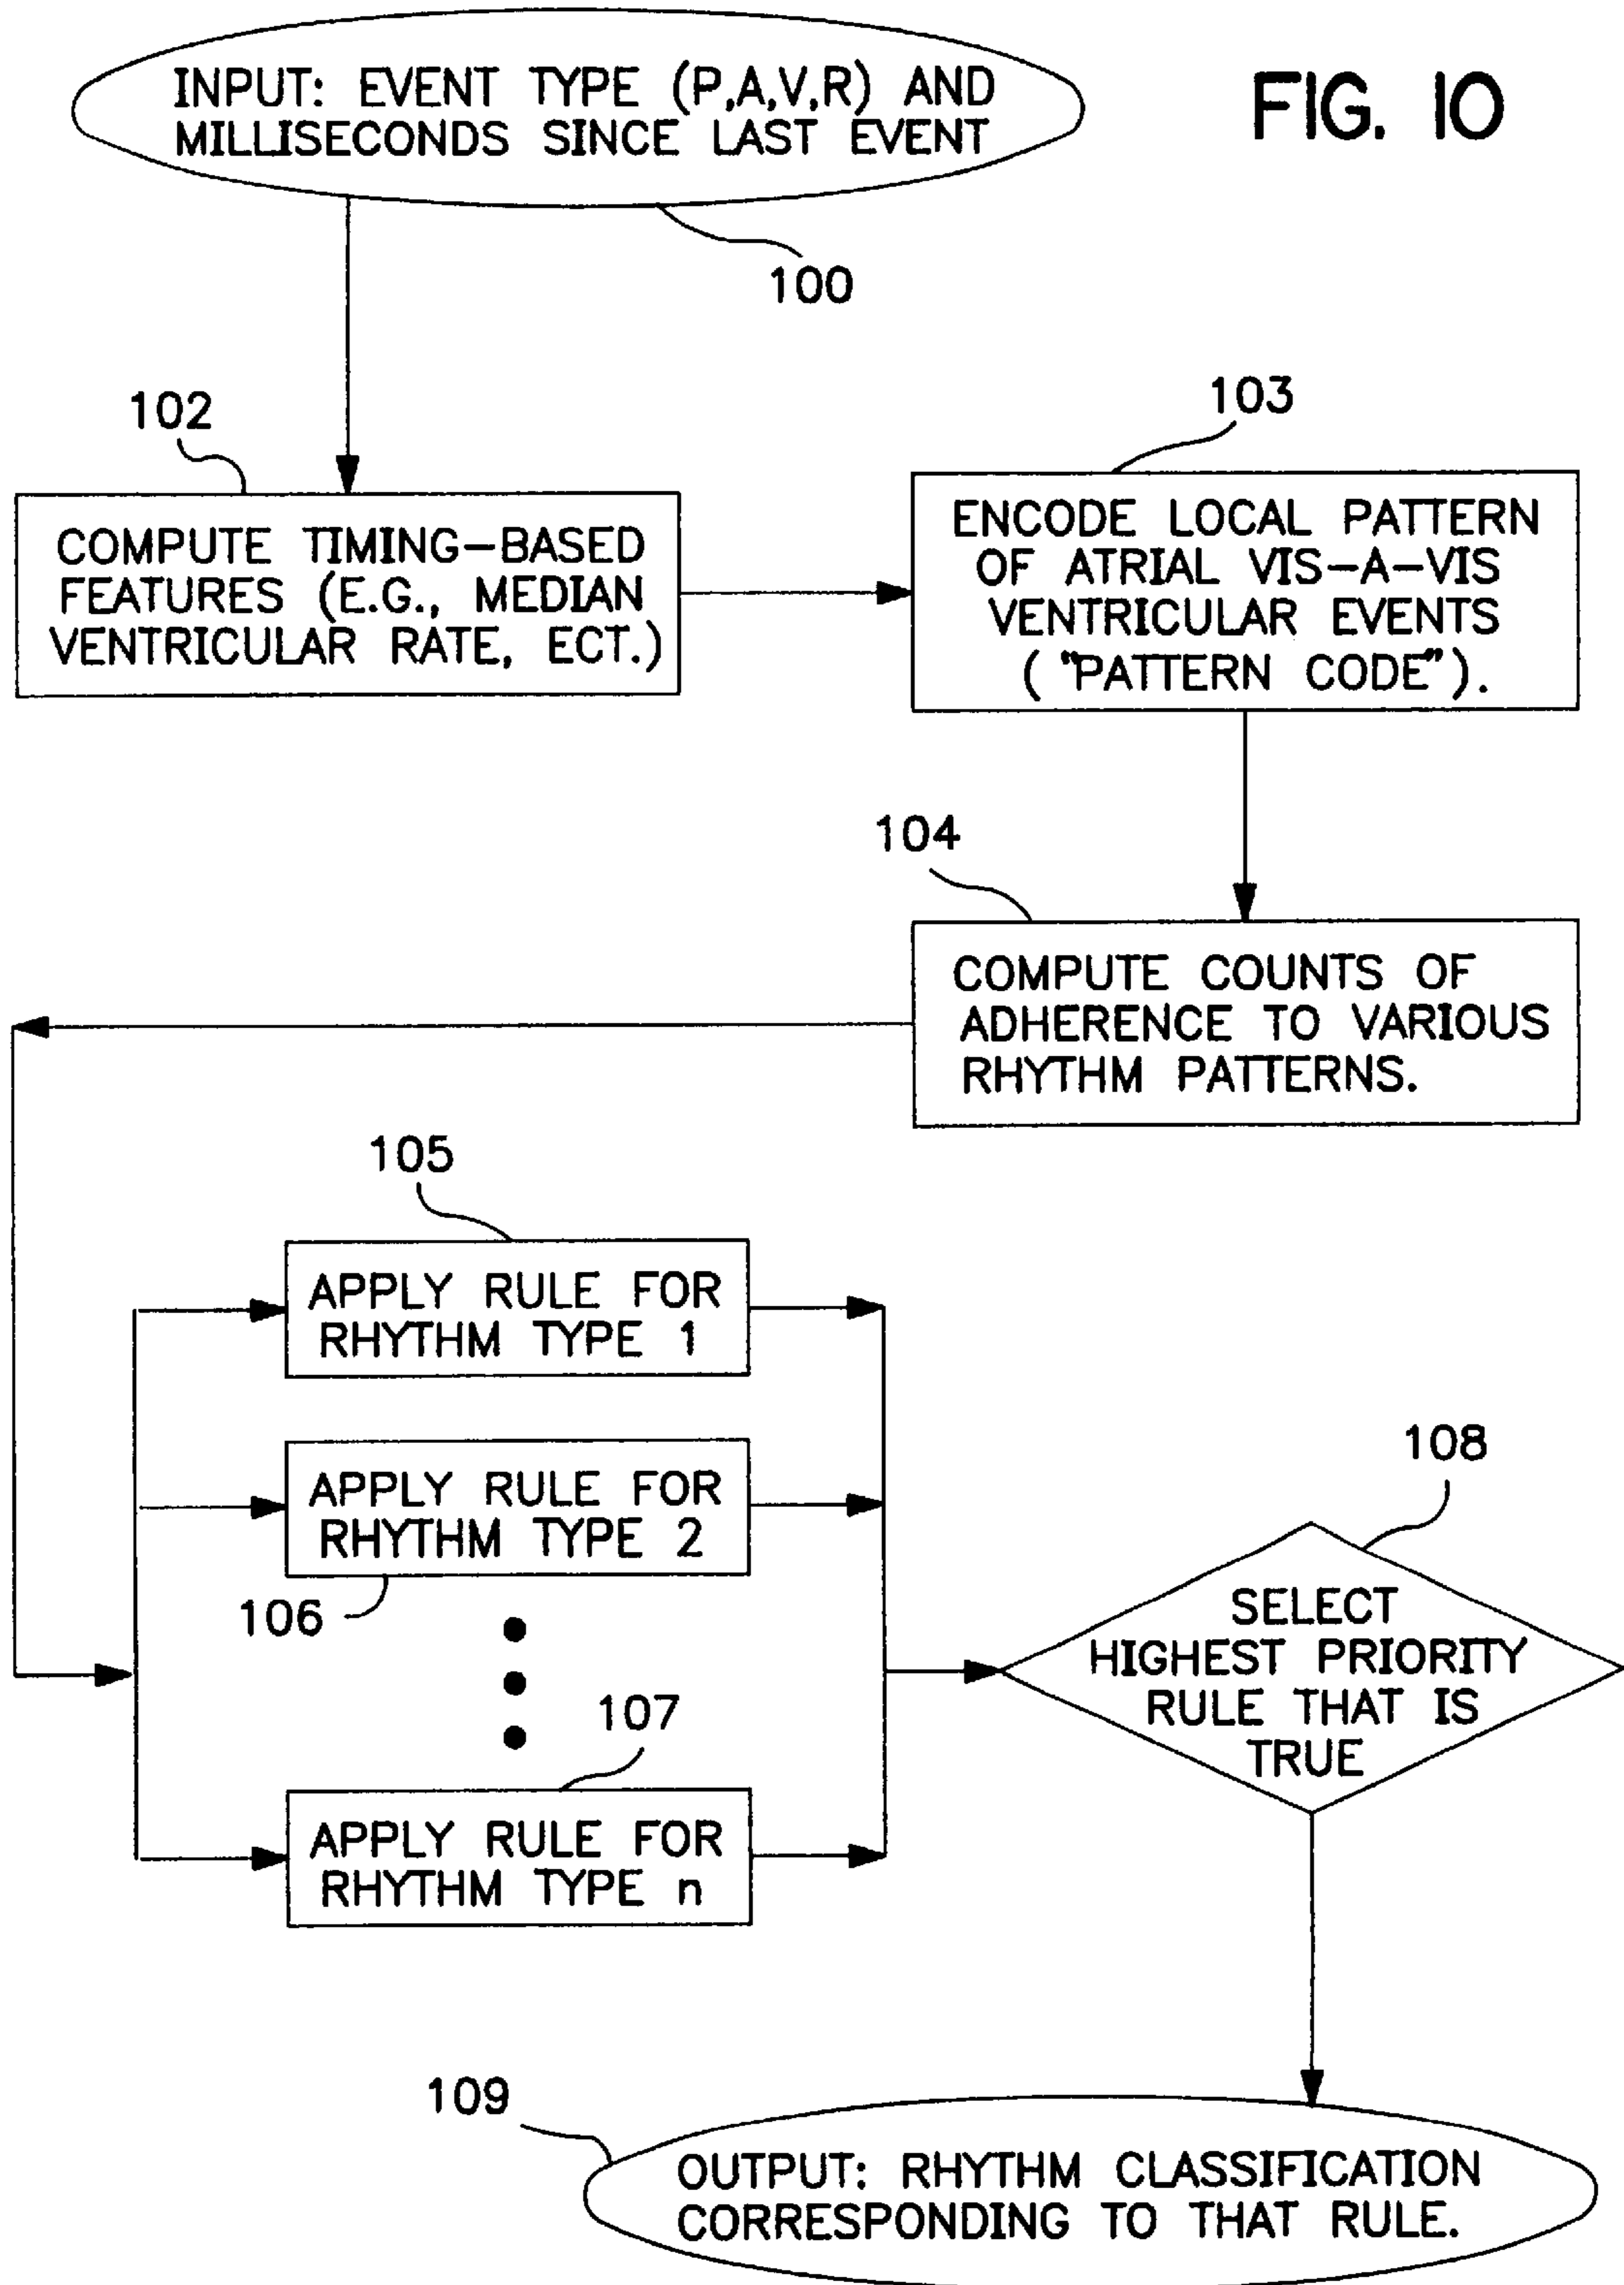 INPUT: EVENT TYPE (P,A,V,R) AND
MILLISECONDS SINCE LAST EVENT
FIG. 10
100
102
COMPUTE TIMING-BASED
FEATURES (E.G., MEDIAN
VENTRICULAR RATE, ECT.)
103
ENCODE LOCAL PATTERN
OF ATRIAL VIS-A-VIS
VENTRICULAR EVENTS
( "PATTERN CODE").
104
COMPUTE COUNTS OF
ADHERENCE TO VARIOUS
RHYTHM PATTERNS.
105
APPLY RULE FOR
RHYTHM TYPE 1
APPLY RULE FOR
RHYTHM TYPE 2
106
107
APPLY RULE FOR
RHYTHM TYPE n
108
SELECT
HIGHEST PRIORITY
RULE THAT IS
TRUE
109
OUTPUT: RHYTHM CLASSIFICATION
CORRESPONDING TO THAT RULE.